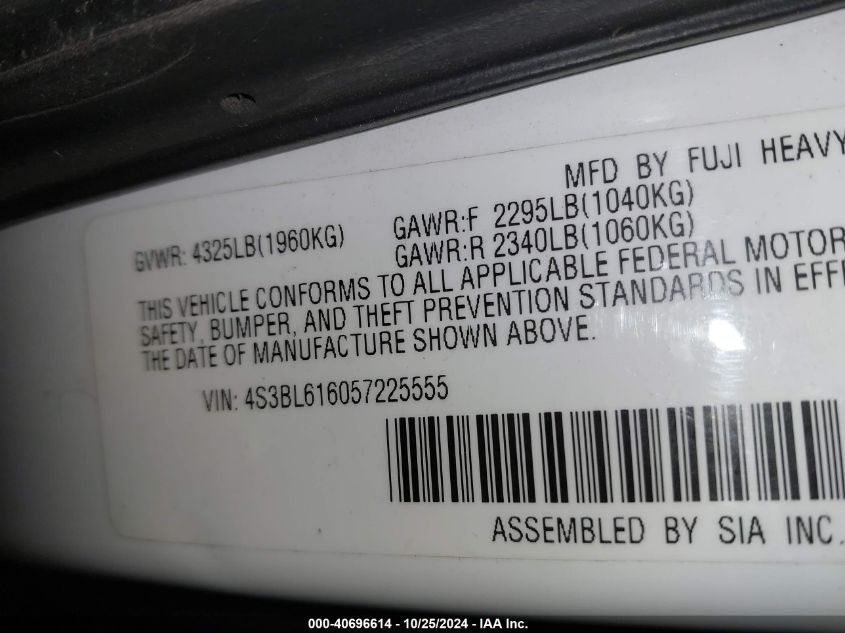 MFD BY FUJI HEAVY
GVWR: 4325LB(1960KG) GAWR:F 2295LB(1040KG)
GAWR:R 2340LB(1060KG)
THIS VEHICLE CONFORMS TO ALL APPLICABLE FEDERAL MOTOR
SAFETY, BUMPER, AND THEFT PREVENTION STANDARDS IN EFFE
THE DATE OF MANUFACTURE SHOWN ABOVE.
VIN: 4S3BL616057225555
ASSEMBLED BY SIA INC.
000-40696614 - 10/25/2024 - IAA Inc.